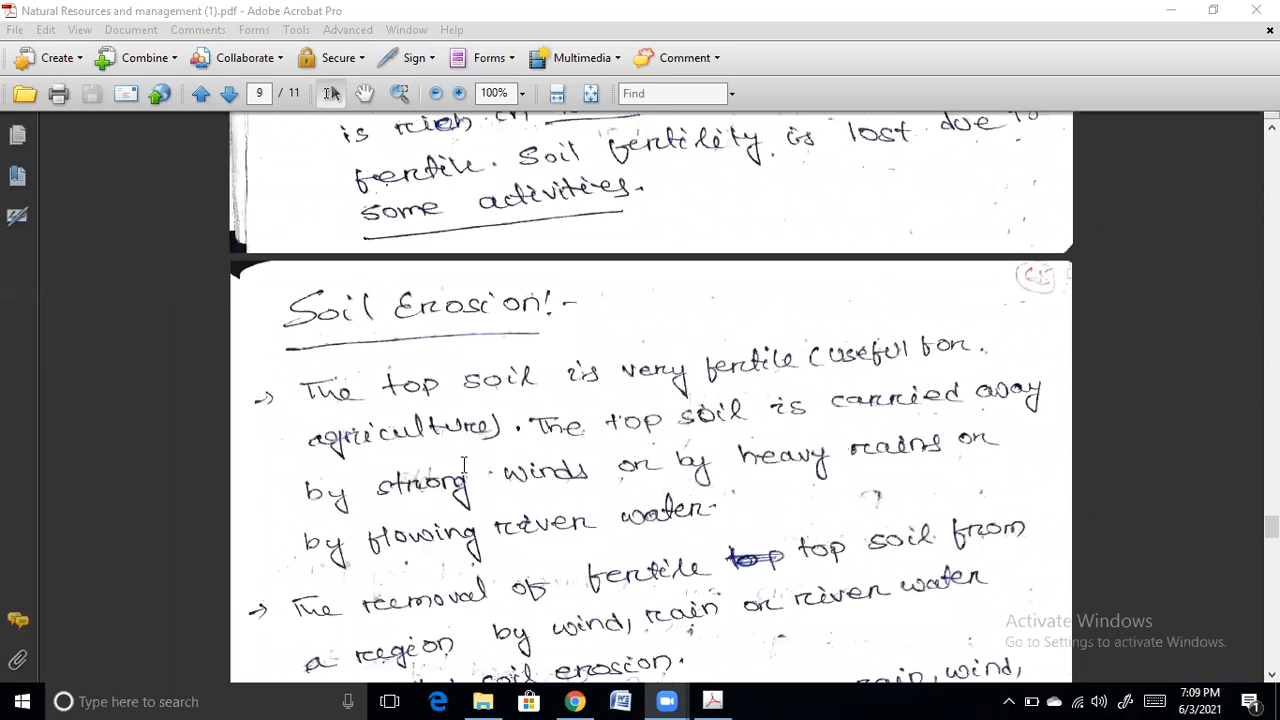 Natural Resources and management (1).pdf - Adobe Acrobat Pro
File Edit View Document Comments Forms Tools Advanced Window Help
Create Combine Collaborate Secure Sign Forms Multimedia Comment
9 / 11 100% Find
is rich in
fertile. Soil fertility is lost due to
some activities.
Soil Erosion!-
→ The top soil is very fertile (useful for
agriculture). The top soil is carried away
by strong winds or by heavy rains or
by flowing river water.
→ The removal of fertile top soil from
a region by wind, rain or river water
soil erosion.
rain, wind,
Activate Windows
Go to Settings to activate Windows.
Type here to search
7:09 PM
6/3/2021